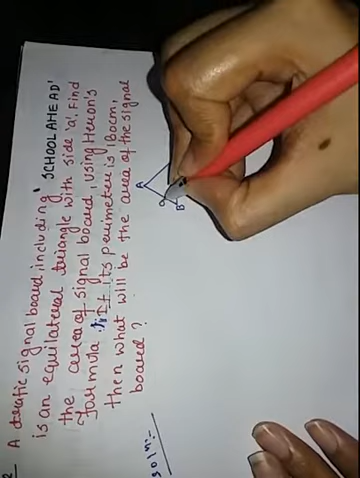 2 A traffic signal board, including 'SCHOOL AHEAD'
is an equilateral triangle with side 'a'. Find
the area of signal board, using Heron's
Formula. If its perimeter is 180cm,
then what will be the area of the signal
board?
Soln:-
A
a
B